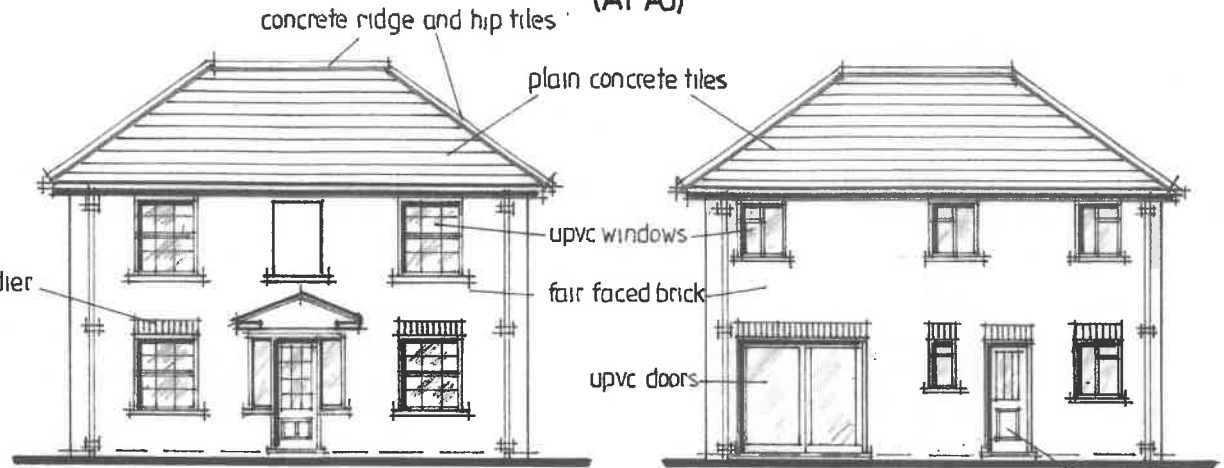 concrete ridge and hip tiles
plain concrete tiles
upvc windows
fair faced brick
upvc doors